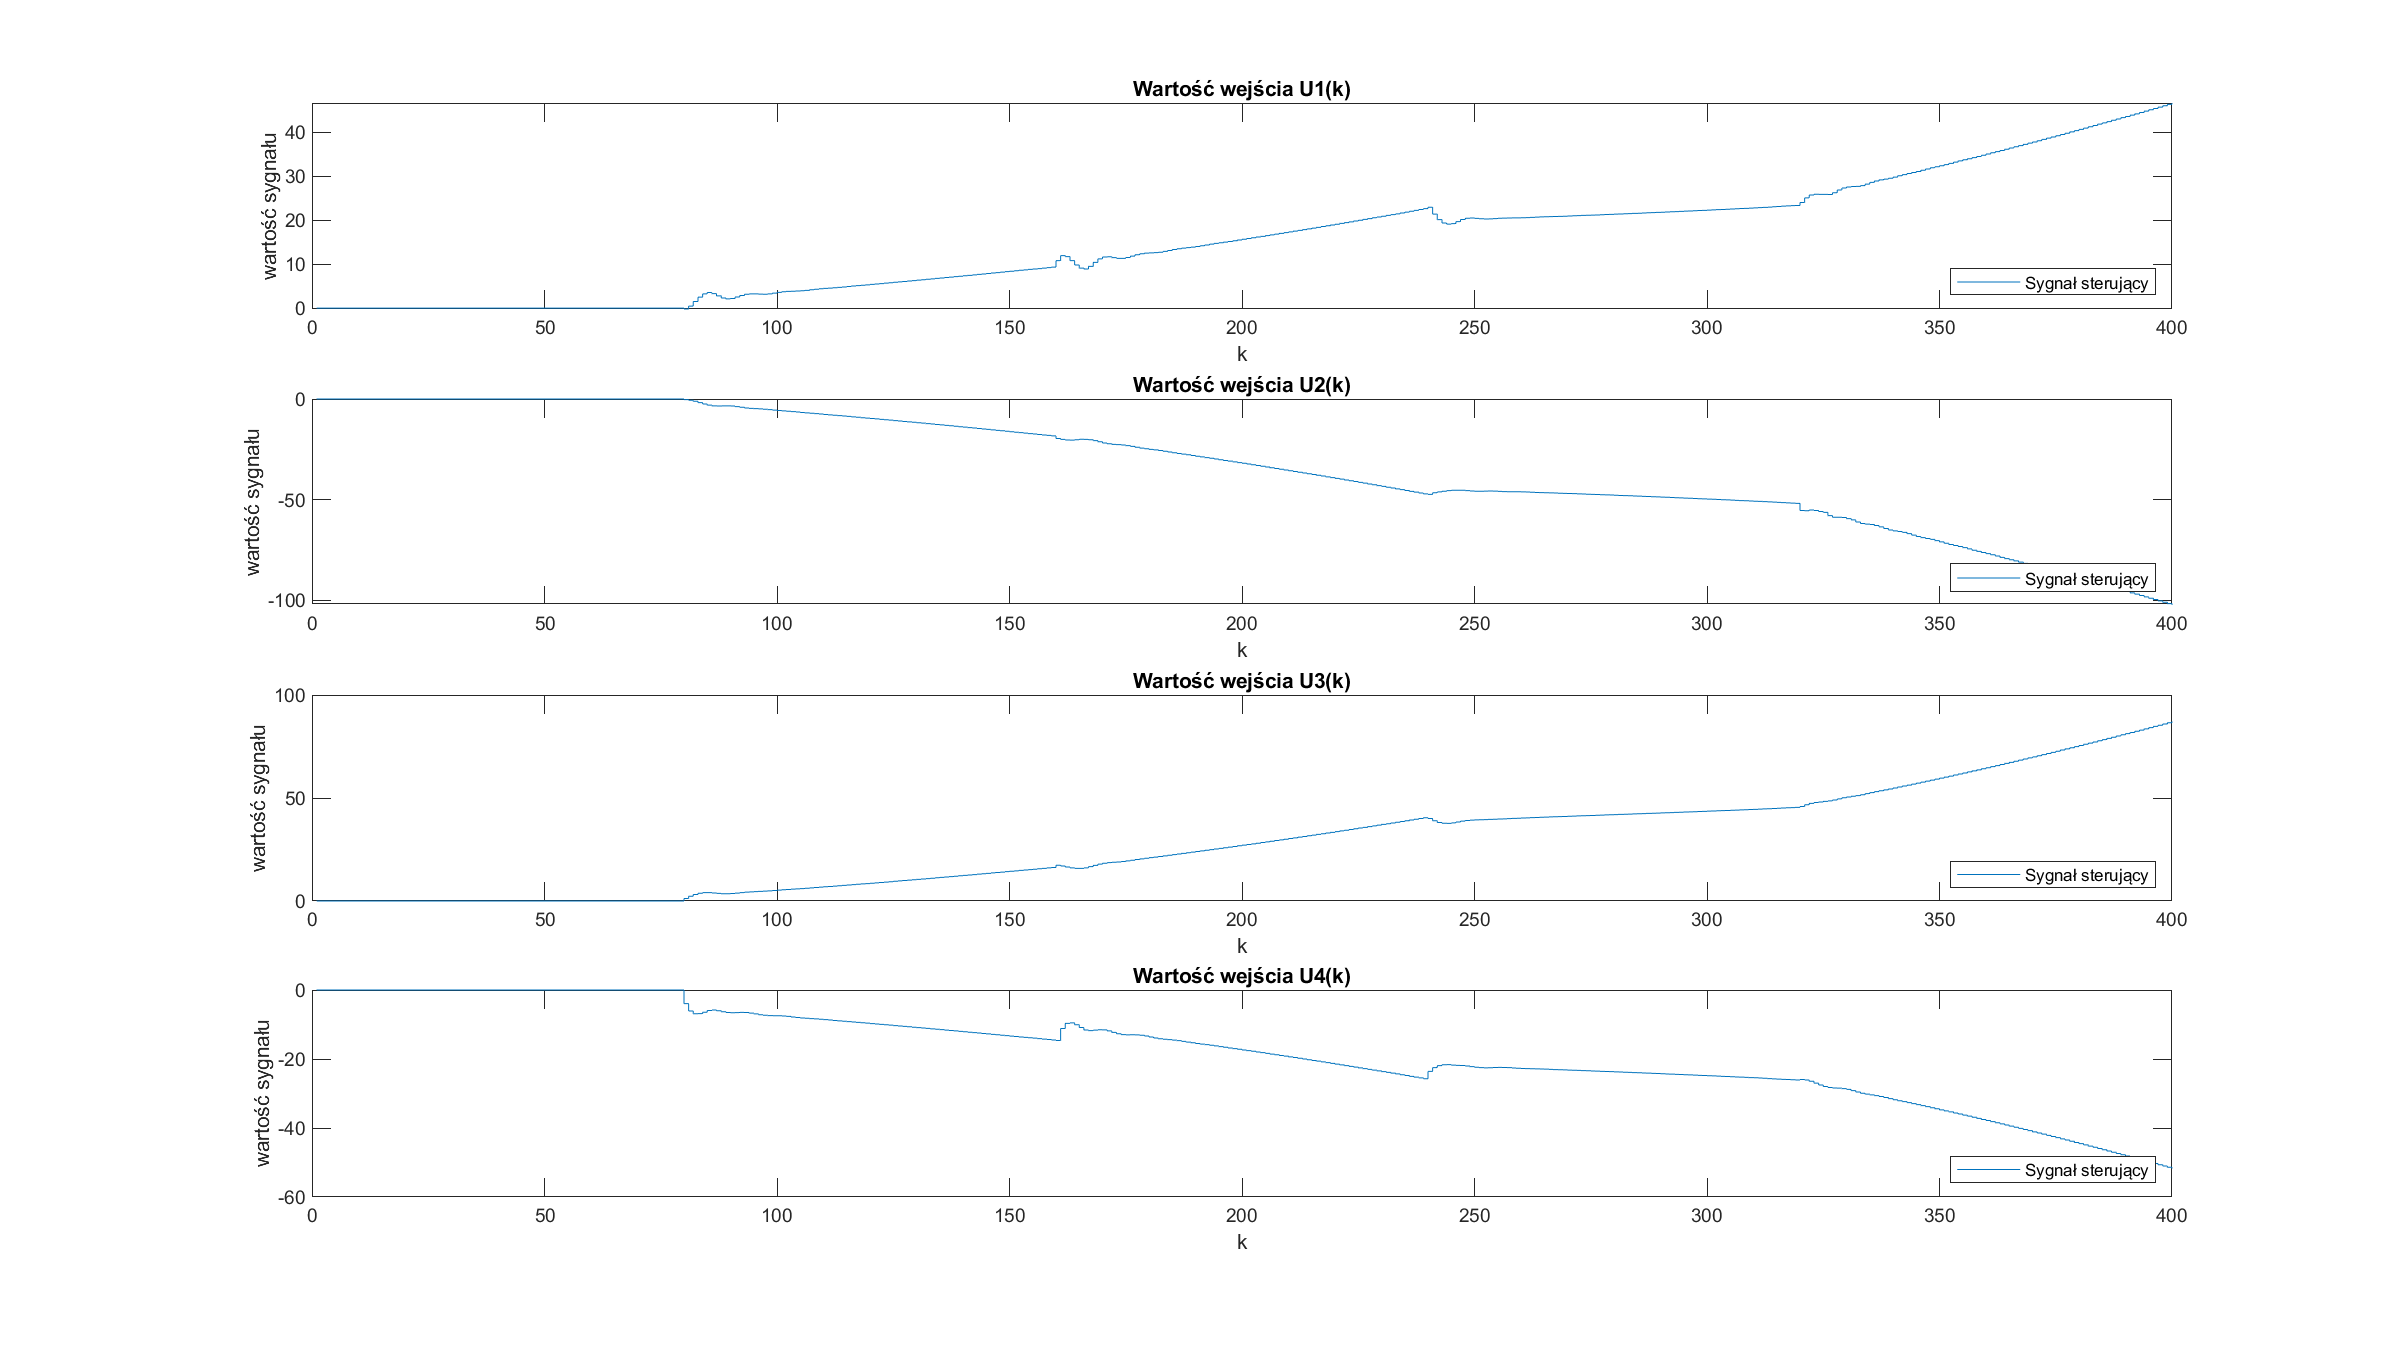 Wartość wejścia U1(k)
wartość sygnału
40
30
20
10
0
Sygnał sterujący
0 50 100 150 200 250 300 350 400
k
Wartość wejścia U2(k)
wartość sygnału
0
-50
-100
Sygnał sterujący
0 50 100 150 200 250 300 350 400
k
Wartość wejścia U3(k)
wartość sygnału
100
50
0
Sygnał sterujący
0 50 100 150 200 250 300 350 400
k
Wartość wejścia U4(k)
wartość sygnału
0
-20
-40
-60
Sygnał sterujący
0 50 100 150 200 250 300 350 400
k